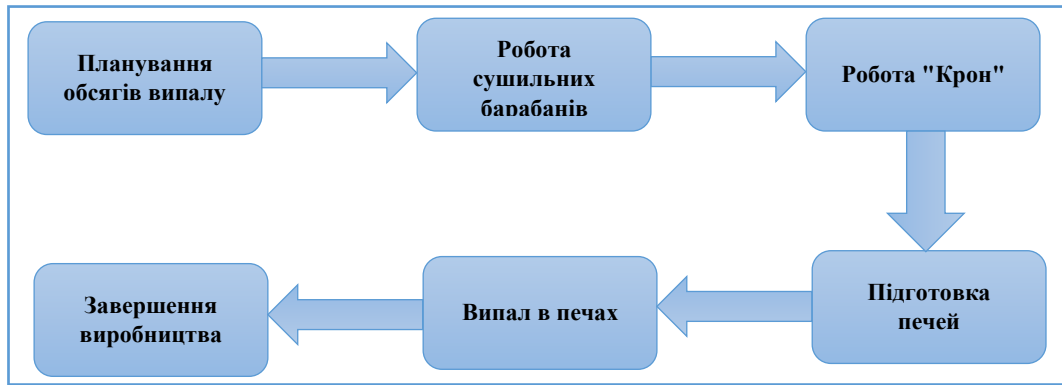 Планування
обсягів випалу
Робота
сушильних
барабанів
Робота "Крон"
Підготовка
печей
Випал в печах
Завершення
виробництва